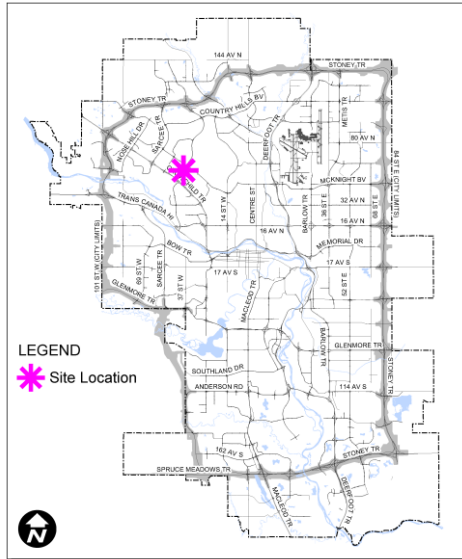 144 AV N
STONEY TR
STONEY TR
COUNTRY HILLS BV
NOSE HILL DR
SARCEE TR
DEERFOOT TR
METIS TR
80 AV N
84 ST E (CITY LIMITS)
MCKNIGHT BV
14 ST W
CENTRE ST
BARLOW TR
36 ST E
68 ST E
32 AV N
16 AV N
16 AV N
TRANS CANADA HI
101 ST W (CITY LIMITS)
BOW TR
MEMORIAL DR
69 ST W
SARCEE TR
37 ST W
17 AV S
17 AV S
52 ST E
GLENMORE TR
MACLEOD TR
BARLOW TR
GLENMORE TR
LEGEND
Site Location
SOUTHLAND DR
ANDERSON RD
114 AV S
STONEY TR
162 AV S
STONEY TR
SPRUCE MEADOWS TR
MACLEOD TR
DEERFOOT TR
N